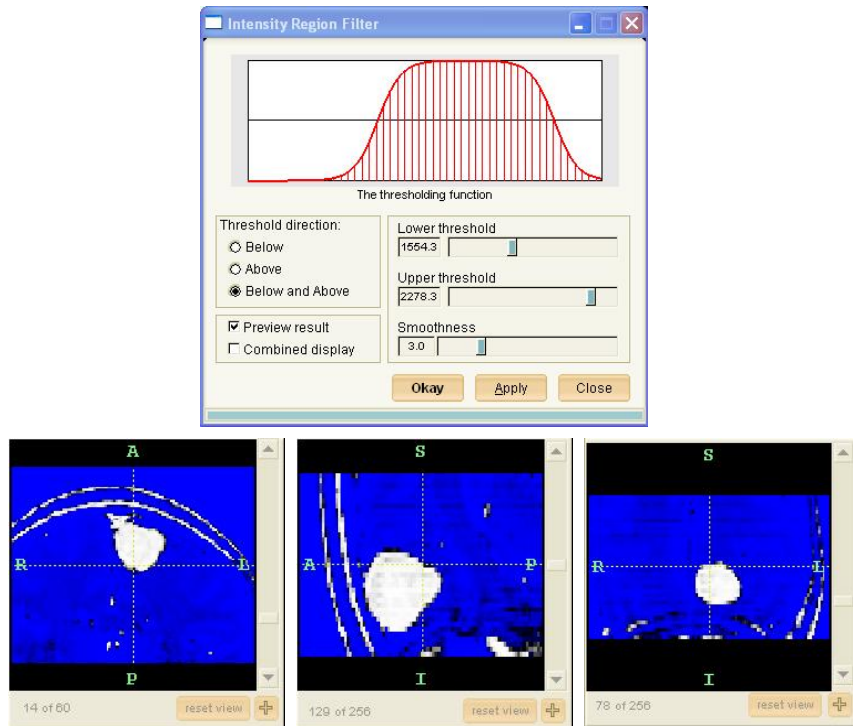 Intensity Region Filter
The thresholding function
Threshold direction:
Below
Above
Below and Above
Preview result
Combined display
Lower threshold
1554.3
Upper threshold
2278.3
Smoothness
3.0
Okay
Apply
Close
A
R
L
P
14 of 60
reset view
S
A
P
I
129 of 256
reset view
S
R
L
I
78 of 256
reset view